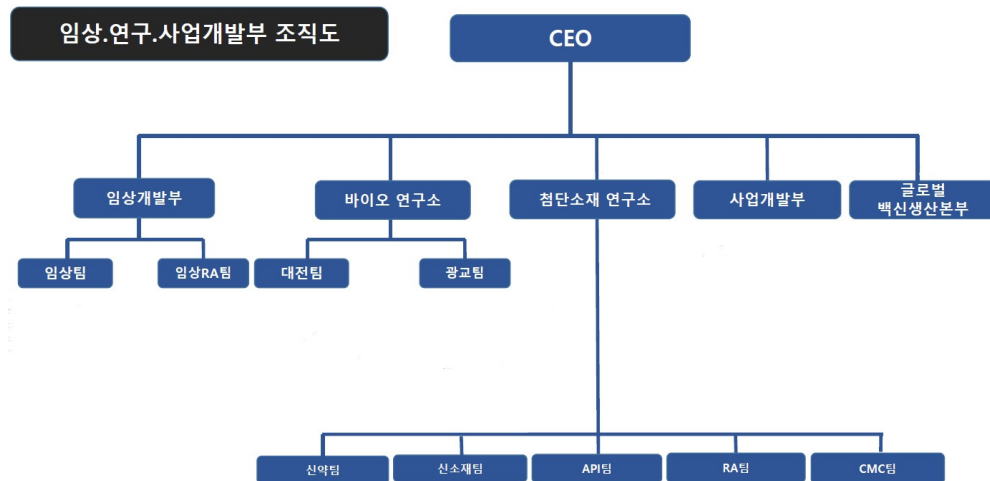 임상.연구.사업개발부 조직도
CEO
임상개발부
바이오 연구소
첨단소재 연구소
사업개발부
글로벌
백신생산본부
임상팀
임상RA팀
대전팀
광교팀
신약팀
신소재팀
API팀
RA팀
CMC팀